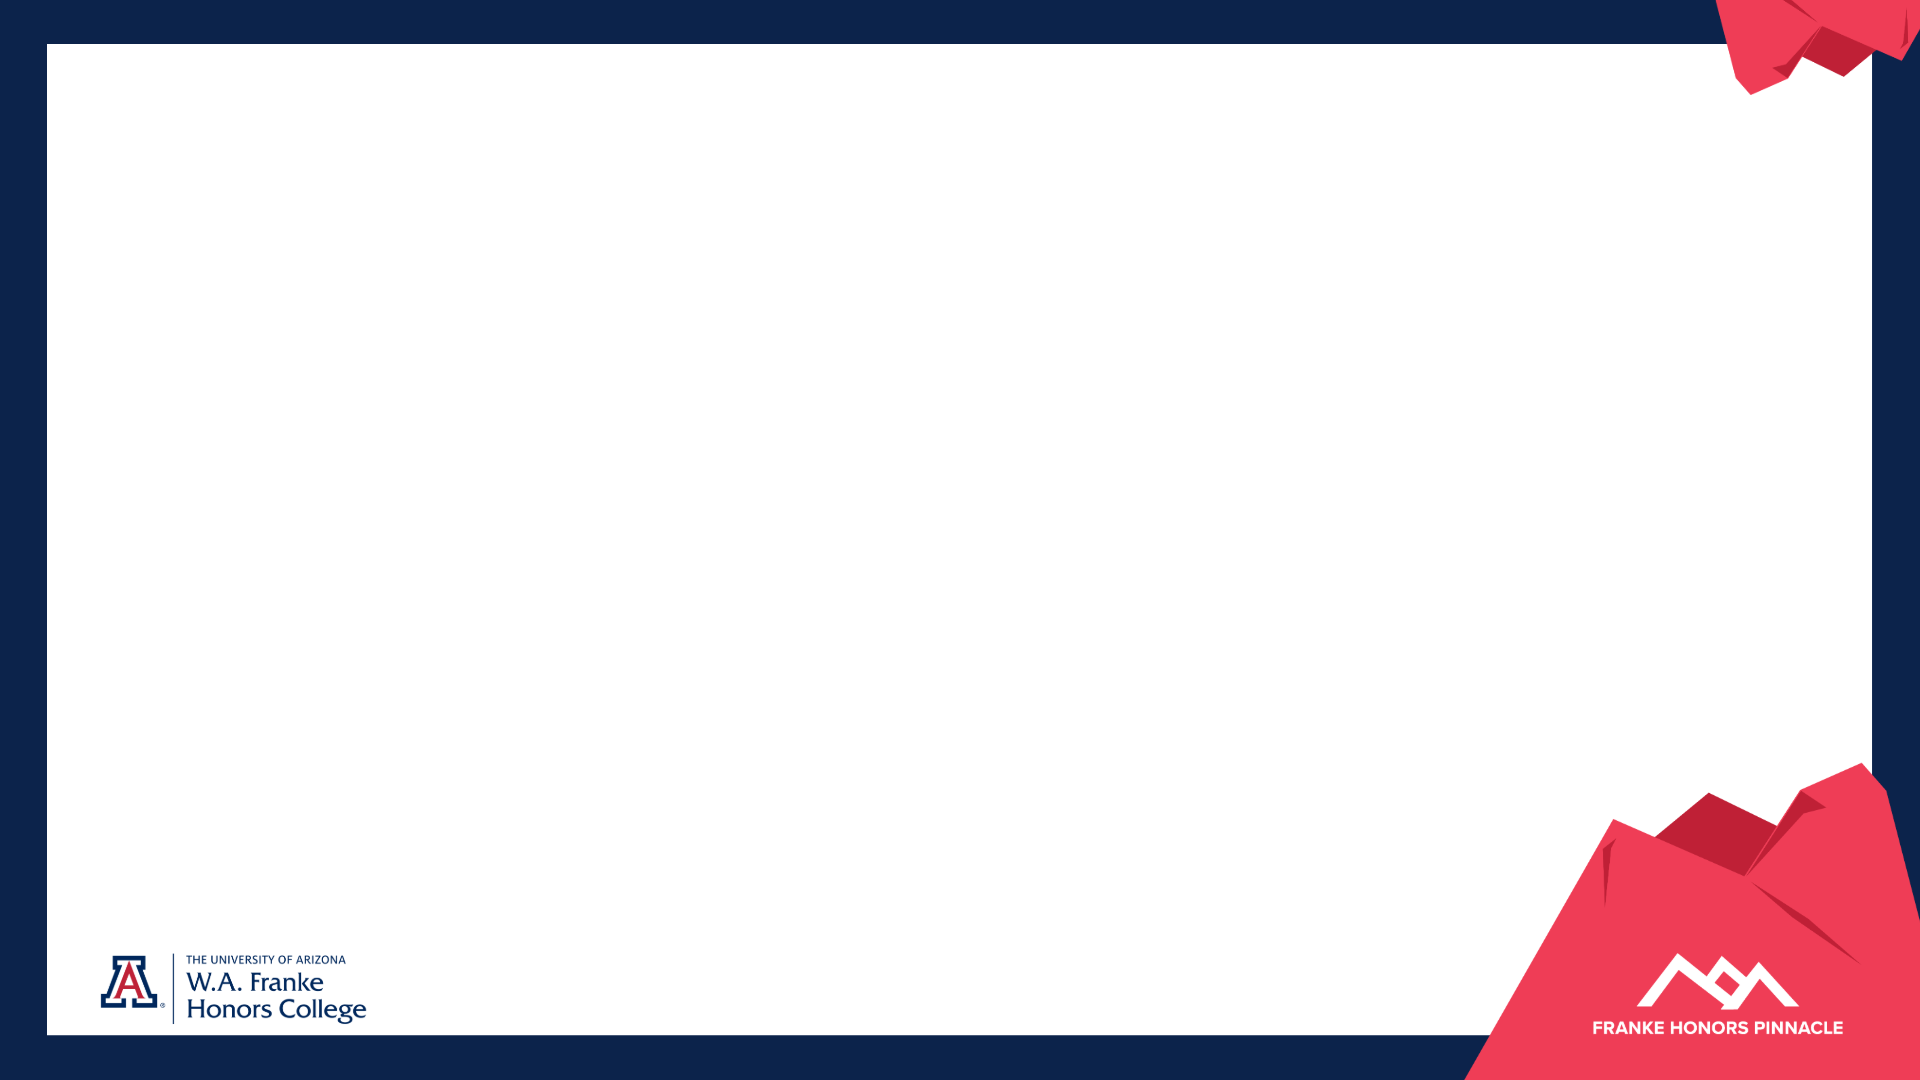 A
THE UNIVERSITY OF ARIZONA
W.A. Franke
Honors College
FRANKE HONORS PINNACLE